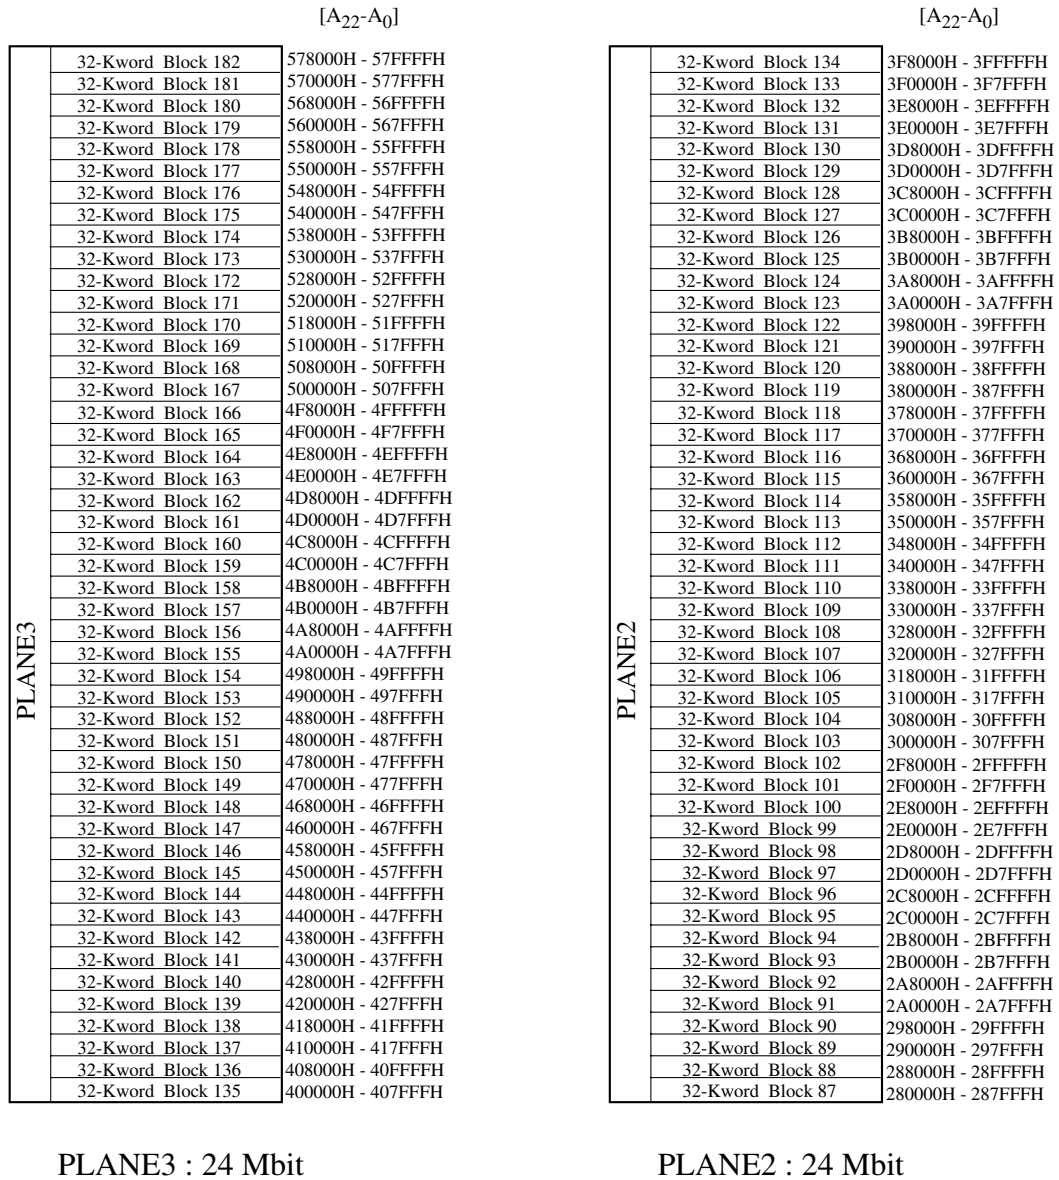 [A22-A0]
PLANE3
32-Kword Block 182 578000H - 57FFFFH
32-Kword Block 181 570000H - 577FFFH
32-Kword Block 180 568000H - 56FFFFH
32-Kword Block 179 560000H - 567FFFH
32-Kword Block 178 558000H - 55FFFFH
32-Kword Block 177 550000H - 557FFFH
32-Kword Block 176 548000H - 54FFFFH
32-Kword Block 175 540000H - 547FFFH
32-Kword Block 174 538000H - 53FFFFH
32-Kword Block 173 530000H - 537FFFH
32-Kword Block 172 528000H - 52FFFFH
32-Kword Block 171 520000H - 527FFFH
32-Kword Block 170 518000H - 51FFFFH
32-Kword Block 169 510000H - 517FFFH
32-Kword Block 168 508000H - 50FFFFH
32-Kword Block 167 500000H - 507FFFH
32-Kword Block 166 4F8000H - 4FFFFFH
32-Kword Block 165 4F0000H - 4F7FFFH
32-Kword Block 164 4E8000H - 4EFFFFH
32-Kword Block 163 4E0000H - 4E7FFFH
32-Kword Block 162 4D8000H - 4DFFFFH
32-Kword Block 161 4D0000H - 4D7FFFH
32-Kword Block 160 4C8000H - 4CFFFFH
32-Kword Block 159 4C0000H - 4C7FFFH
32-Kword Block 158 4B8000H - 4BFFFFH
32-Kword Block 157 4B0000H - 4B7FFFH
32-Kword Block 156 4A8000H - 4AFFFFH
32-Kword Block 155 4A0000H - 4A7FFFH
32-Kword Block 154 498000H - 49FFFFH
32-Kword Block 153 490000H - 497FFFH
32-Kword Block 152 488000H - 48FFFFH
32-Kword Block 151 480000H - 487FFFH
32-Kword Block 150 478000H - 47FFFFH
32-Kword Block 149 470000H - 477FFFH
32-Kword Block 148 468000H - 46FFFFH
32-Kword Block 147 460000H - 467FFFH
32-Kword Block 146 458000H - 45FFFFH
32-Kword Block 145 450000H - 457FFFH
32-Kword Block 144 448000H - 44FFFFH
32-Kword Block 143 440000H - 447FFFH
32-Kword Block 142 438000H - 43FFFFH
32-Kword Block 141 430000H - 437FFFH
32-Kword Block 140 428000H - 42FFFFH
32-Kword Block 139 420000H - 427FFFH
32-Kword Block 138 418000H - 41FFFFH
32-Kword Block 137 410000H - 417FFFH
32-Kword Block 136 408000H - 40FFFFH
32-Kword Block 135 400000H - 407FFFH
PLANE3 : 24 Mbit
[A22-A0]
PLANE2
32-Kword Block 134 3F8000H - 3FFFFFH
32-Kword Block 133 3F0000H - 3F7FFFH
32-Kword Block 132 3E8000H - 3EFFFFH
32-Kword Block 131 3E0000H - 3E7FFFH
32-Kword Block 130 3D8000H - 3DFFFFH
32-Kword Block 129 3D0000H - 3D7FFFH
32-Kword Block 128 3C8000H - 3CFFFFH
32-Kword Block 127 3C0000H - 3C7FFFH
32-Kword Block 126 3B8000H - 3BFFFFH
32-Kword Block 125 3B0000H - 3B7FFFH
32-Kword Block 124 3A8000H - 3AFFFFH
32-Kword Block 123 3A0000H - 3A7FFFH
32-Kword Block 122 398000H - 39FFFFH
32-Kword Block 121 390000H - 397FFFH
32-Kword Block 120 388000H - 38FFFFH
32-Kword Block 119 380000H - 387FFFH
32-Kword Block 118 378000H - 37FFFFH
32-Kword Block 117 370000H - 377FFFH
32-Kword Block 116 368000H - 36FFFFH
32-Kword Block 115 360000H - 367FFFH
32-Kword Block 114 358000H - 35FFFFH
32-Kword Block 113 350000H - 357FFFH
32-Kword Block 112 348000H - 34FFFFH
32-Kword Block 111 340000H - 347FFFH
32-Kword Block 110 338000H - 33FFFFH
32-Kword Block 109 330000H - 337FFFH
32-Kword Block 108 328000H - 32FFFFH
32-Kword Block 107 320000H - 327FFFH
32-Kword Block 106 318000H - 31FFFFH
32-Kword Block 105 310000H - 317FFFH
32-Kword Block 104 308000H - 30FFFFH
32-Kword Block 103 300000H - 307FFFH
32-Kword Block 102 2F8000H - 2FFFFFH
32-Kword Block 101 2F0000H - 2F7FFFH
32-Kword Block 100 2E8000H - 2EFFFFH
32-Kword Block 99 2E0000H - 2E7FFFH
32-Kword Block 98 2D8000H - 2DFFFFH
32-Kword Block 97 2D0000H - 2D7FFFH
32-Kword Block 96 2C8000H - 2CFFFFH
32-Kword Block 95 2C0000H - 2C7FFFH
32-Kword Block 94 2B8000H - 2BFFFFH
32-Kword Block 93 2B0000H - 2B7FFFH
32-Kword Block 92 2A8000H - 2AFFFFH
32-Kword Block 91 2A0000H - 2A7FFFH
32-Kword Block 90 298000H - 29FFFFH
32-Kword Block 89 290000H - 297FFFH
32-Kword Block 88 288000H - 28FFFFH
32-Kword Block 87 280000H - 287FFFH
PLANE2 : 24 Mbit